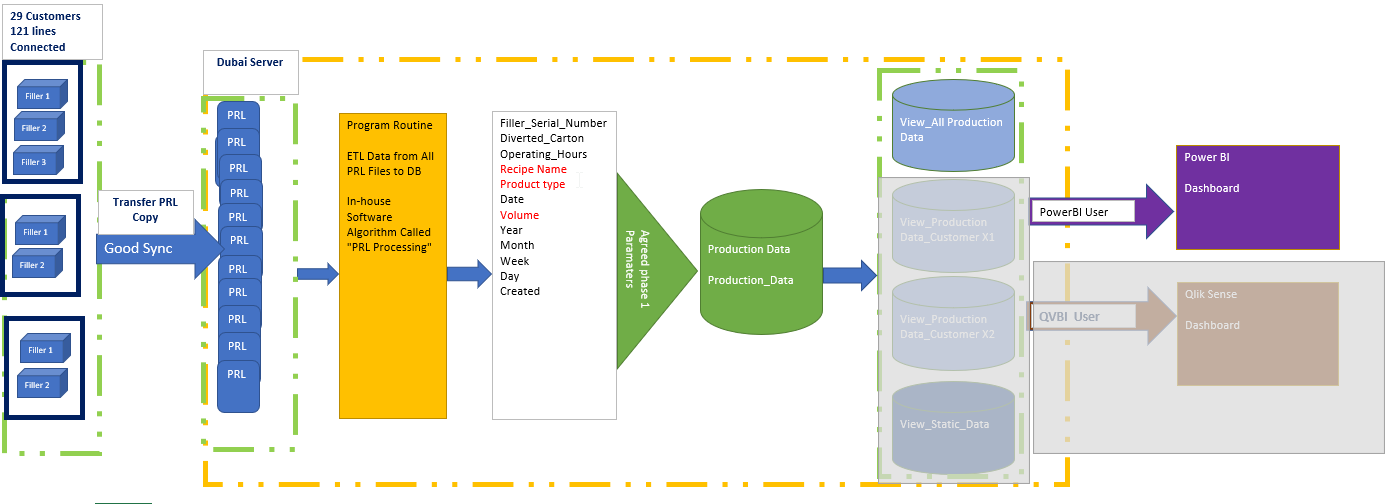 29 Customers
121 lines
Connected
Filler 1
Filler 2
Filler 3
Filler 1
Filler 2
Filler 1
Filler 2
Transfer PRL
Copy
Good Sync
Dubai Server
PRL
PRL
PRL
PRL
PRL
PRL
PRL
PRL
PRL
PRL
PRL
Program Routine
ETL Data from All
PRL Files to DB
In-house
Software
Algorithm Called
"PRL Processing"
Filler_Serial_Number
Diverted_Carton
Operating_Hours
Recipe Name
Product type
Date
Volume
Year
Month
Week
Day
Created
Agreed phase 1
Paramaters
Production Data
Production_Data
View_All Production
Data
View_Production
Data_Customer X1
View_Production
Data_Customer X2
View_Static_Data
PowerBI User
Power BI
Dashboard
QVBI User
Qlik Sense
Dashboard